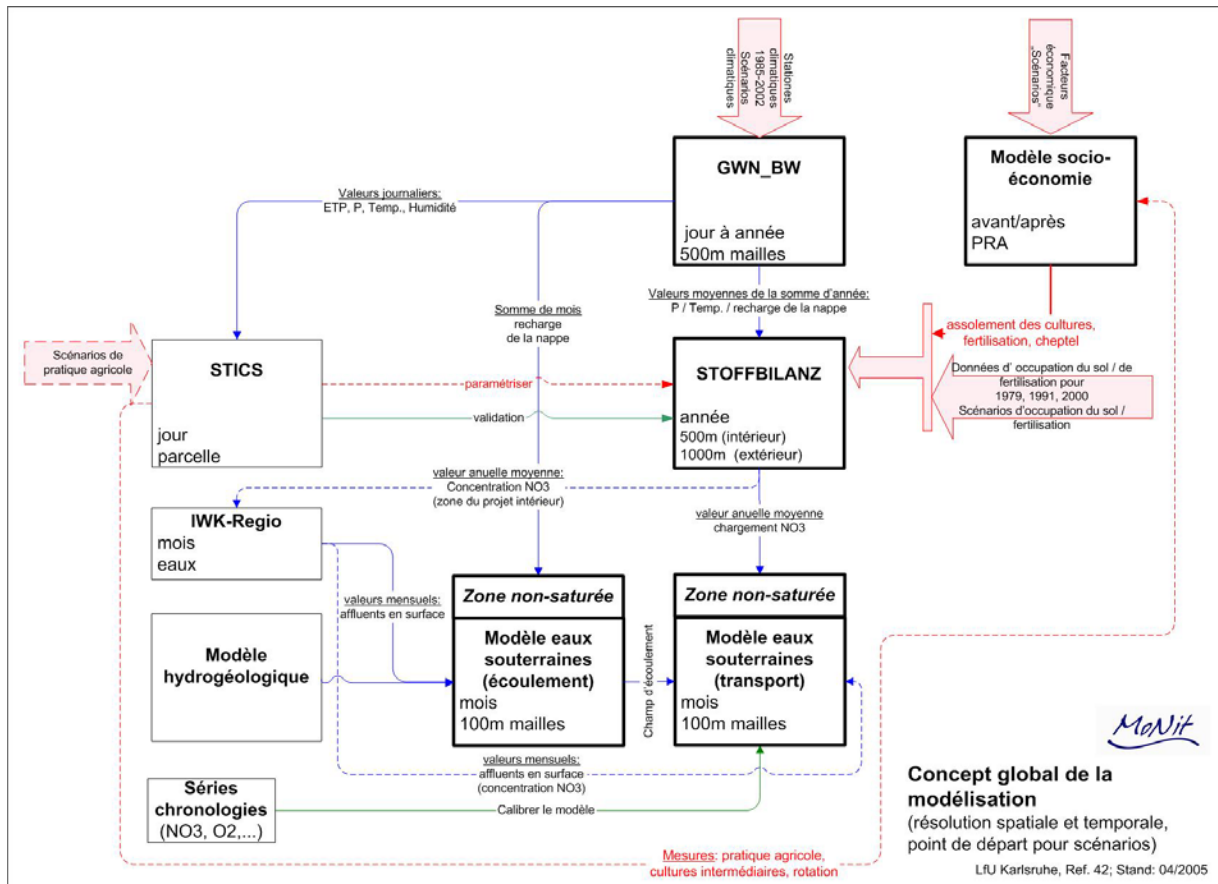 Stationes
climatiques
1985-2002
Scénarios
climatiques
Facteurs
économique
„Scénarios“
GWN_BW
jour à année
500m mailles
Modèle socio-
économie
avant/après
PRA
Valeurs journaliers:
ETP, P, Temp., Humidité
Somme de mois
recharge
de la nappe
Valeurs moyennes de la somme d'année:
P / Temp. / recharge de la nappe
assolement des cultures,
fertilisation, cheptel
Scénarios de
pratique agricole
STICS
jour
parcelle
paramétriser
validation
STOFFBILANZ
année
500m (intérieur)
1000m (extérieur)
Données d' occupation du sol / de
fertilisation pour
1979, 1991, 2000
Scénarios d'occupation du sol /
fertilisation
valeur anuelle moyenne:
Concentration NO3
(zone du projet intérieur)
valeur anuelle moyenne
chargement NO3
IWK-Regio
mois
eaux
valeurs mensuels:
affluents en surface
Modèle
hydrogéologique
Zone non-saturée
Modèle eaux
souterraines
(écoulement)
mois
100m mailles
Champ d'écoulement
Zone non-saturée
Modèle eaux
souterraines
(transport)
mois
100m mailles
valeurs mensuels:
affluents en surface
(concentration NO3)
Séries
chronologies
(NO3, O2,...)
Calibrer le modèle
Mesures: pratique agricole,
cultures intermédiaires, rotation
MoNit
Concept global de la
modélisation
(résolution spatiale et temporale,
point de départ pour scénarios)
LfU Karlsruhe, Ref. 42; Stand: 04/2005